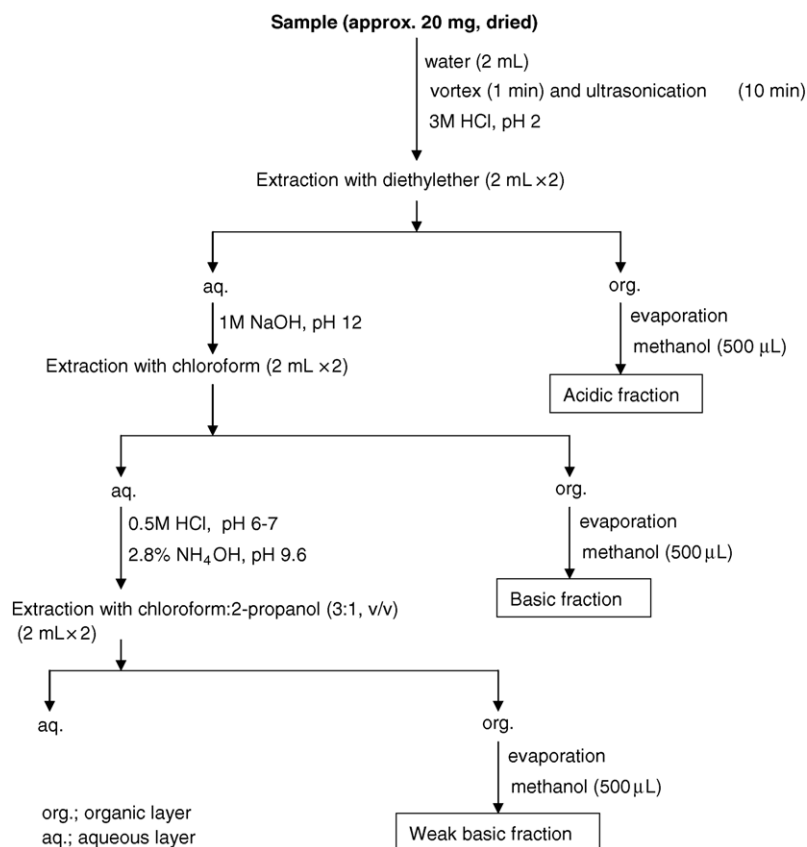 Sample (approx. 20 mg, dried)
water (2 mL)
vortex (1 min) and ultrasonication (10 min)
3M HCl, pH 2
Extraction with diethylether (2 mL ×2)
aq.
org.
1M NaOH, pH 12
evaporation
methanol (500 μL)
Extraction with chloroform (2 mL ×2)
Acidic fraction
aq.
org.
0.5M HCl, pH 6-7
2.8% NH₄OH, pH 9.6
evaporation
methanol (500 μL)
Extraction with chloroform:2-propanol (3:1, v/v)
(2 mL×2)
Basic fraction
aq.
org.
evaporation
methanol (500 μL)
org.; organic layer
aq.; aqueous layer
Weak basic fraction